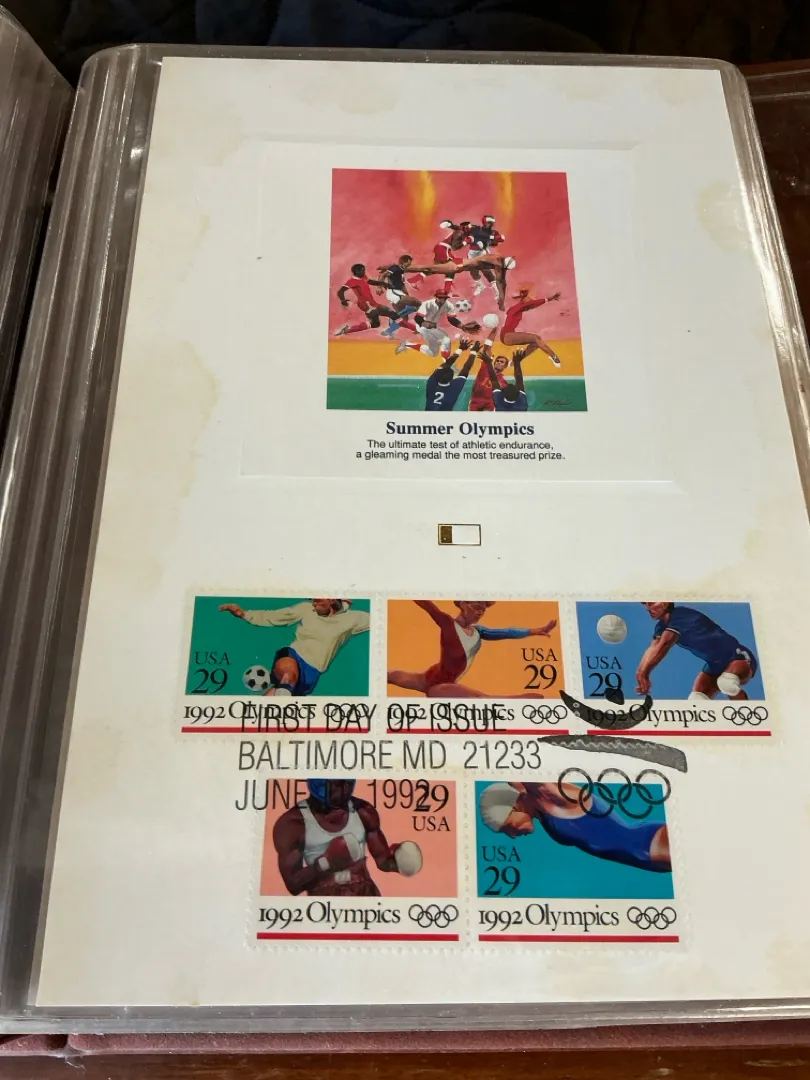 2
Summer Olympics
The ultimate test of athletic endurance,
a gleaming medal the most treasured prize.
USA
29
1992 Olympics
USA
29
1992 Olympics
USA
29
1992 Olympics
FIRST DAY OF ISSUE
BALTIMORE MD 21233
JUNE 11, 1992
29
USA
1992 Olympics
USA
29
1992 Olympics